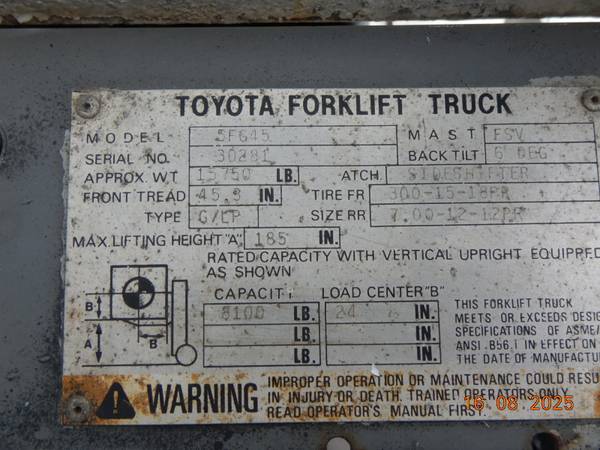 TOYOTA FORKLIFT TRUCK
MODEL 5FG45 MAST FSV
SERIAL NO. 30281 BACK TILT 6 DEG
APPROX. WT 15750 LB. ATCH. SIDESHIFTER
FRONT TREAD 45.3 IN. TIRE FR 300-15-18PR
TYPE G/LP SIZE RR 7.00-12-12PR
MAX. LIFTING HEIGHT "A" 185 IN.
RATED CAPACITY WITH VERTICAL UPRIGHT EQUIPPED
AS SHOWN
CAPACITY LOAD CENTER "B"
8100 LB. 24 IN.
LB. IN.
LB. IN.
B
A
B
THIS FORKLIFT TRUCK
MEETS OR EXCEEDS DESIG
SPECIFICATIONS OF ASME/
ANSI .B56.1 IN EFFECT ON
THE DATE OF MANUFACTU
WARNING
IMPROPER OPERATION OR MAINTENANCE COULD RESU
IN INJURY OR DEATH. TRAINED OPERATORS ONLY
READ OPERATOR'S MANUAL FIRST.
16 08 2025